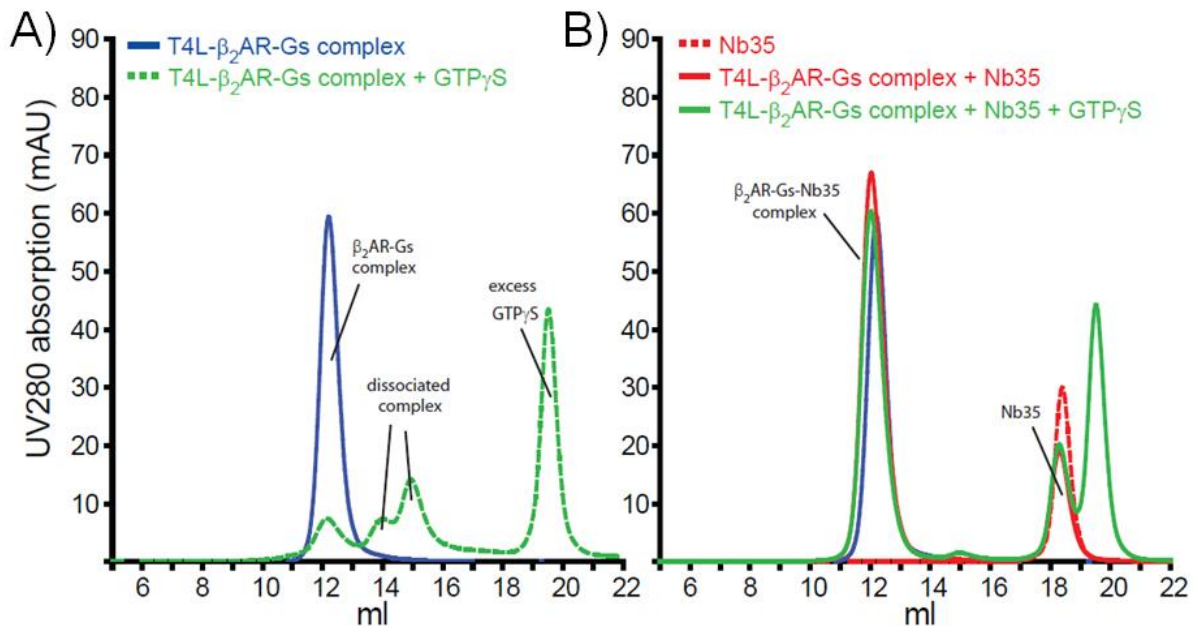 A)
T4L-β₂AR-Gs complex
T4L-β₂AR-Gs complex + GTPγS
UV280 absorption (mAU)
90
80
70
60
50
40
30
20
10
β₂AR-Gs
complex
dissociated
complex
excess
GTPγS
6 8 10 12 14 16 18 20 22
ml
B)
Nb35
T4L-β₂AR-Gs complex + Nb35
T4L-β₂AR-Gs complex + Nb35 + GTPγS
90
80
70
60
50
40
30
20
10
β₂AR-Gs-Nb35
complex
Nb35
6 8 10 12 14 16 18 20 22
ml